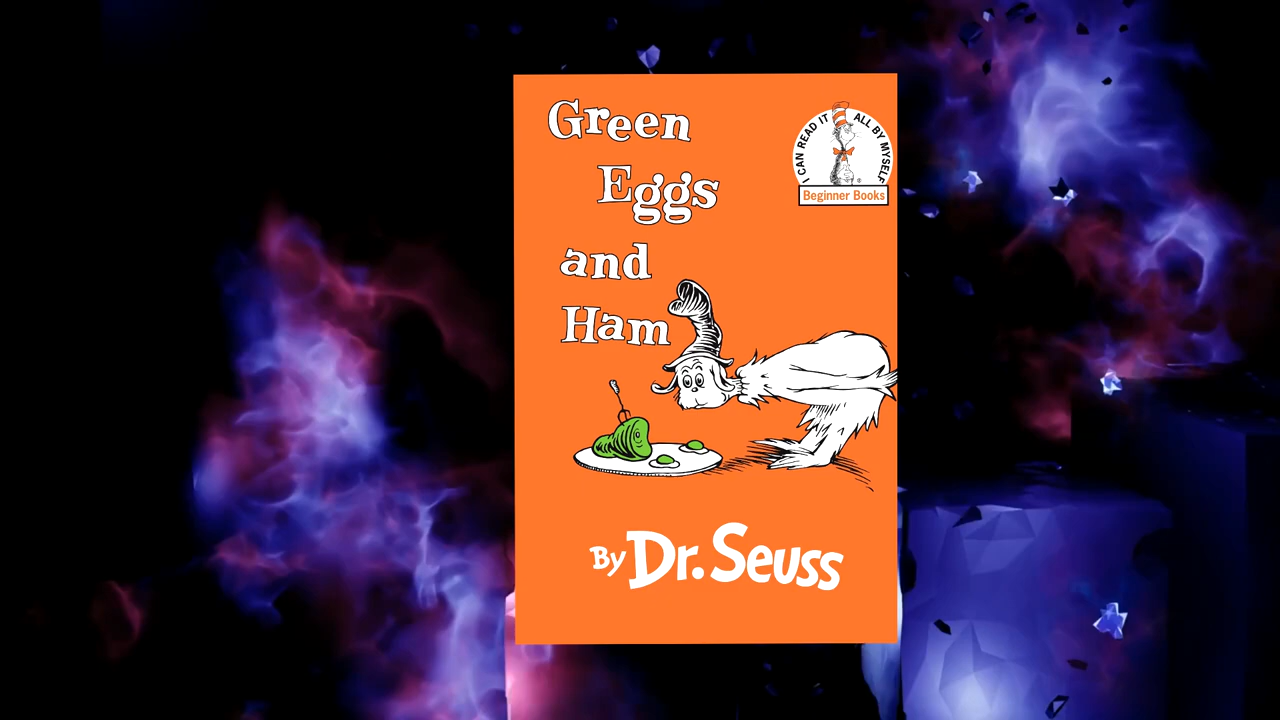 Green
Eggs
and
Ham
I CAN READ IT ALL BY MYSELF
®
Beginner Books
By Dr. Seuss